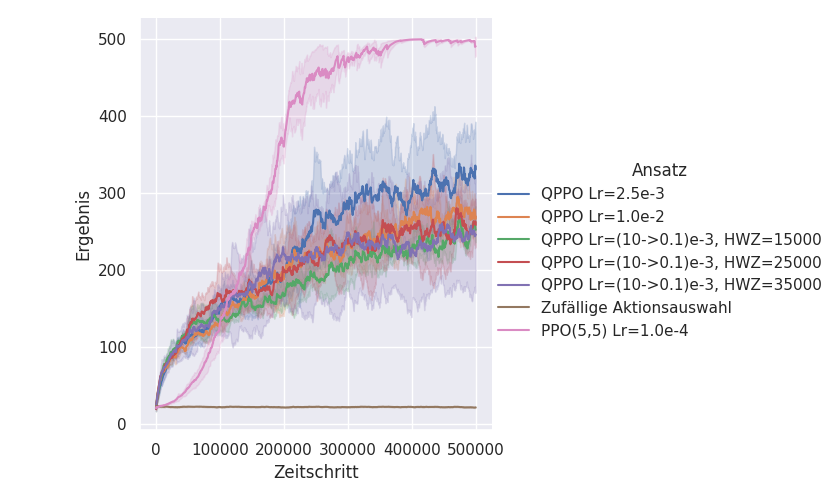 500
400
300
200
100
0
Ergebnis
0 100000 200000 300000 400000 500000
Zeitschritt
Ansatz
QPPO Lr=2.5e-3
QPPO Lr=1.0e-2
QPPO Lr=(10->0.1)e-3, HWZ=15000
QPPO Lr=(10->0.1)e-3, HWZ=25000
QPPO Lr=(10->0.1)e-3, HWZ=35000
Zufällige Aktionsauswahl
PPO(5,5) Lr=1.0e-4